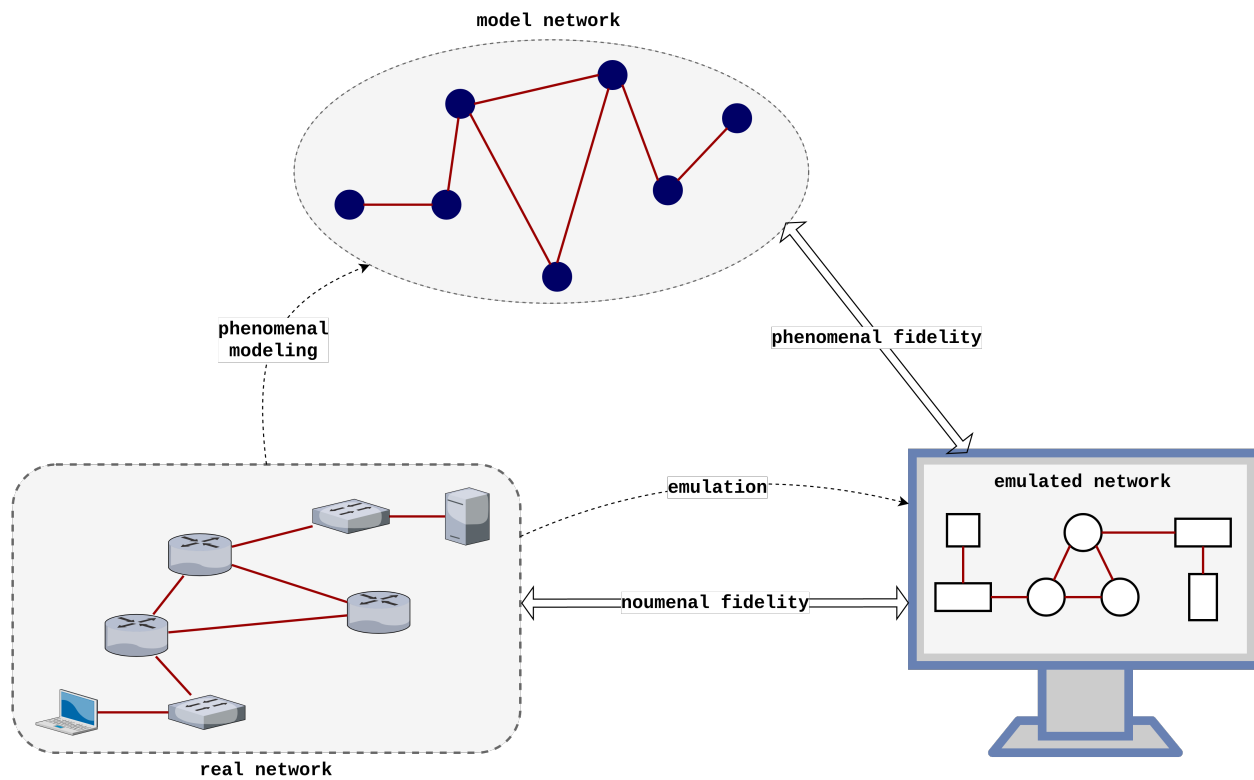 model network
phenomenal
modeling
phenomenal fidelity
emulated network
emulation
noumenal fidelity
real network